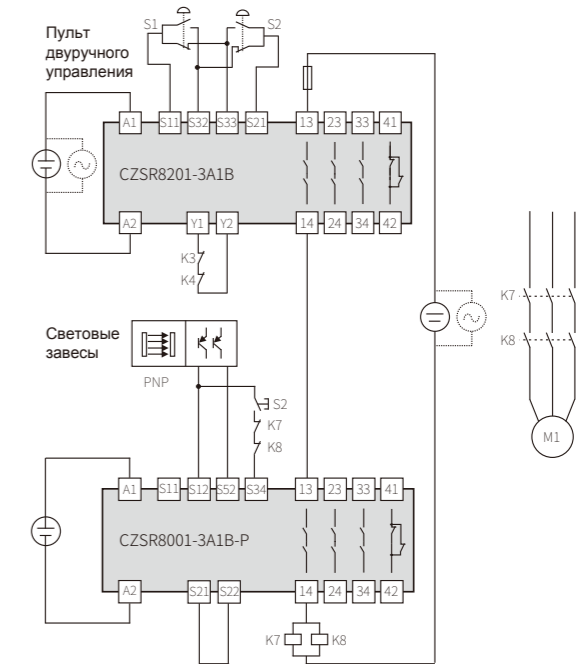 Пульт
двуручного
управления
S1 S2
A1 S11 S32 S33 S21 13 23 33 41
CZSR8201-3A1B
A2 Y1 Y2 14 24 34 42
K3
K4
K7
K8
M1
Световые
завесы
PNP
S2
K7
K8
A1 S11 S12 S52 S34 13 23 33 41
CZSR8001-3A1B-P
A2 S21 S22 14 24 34 42
K7 K8